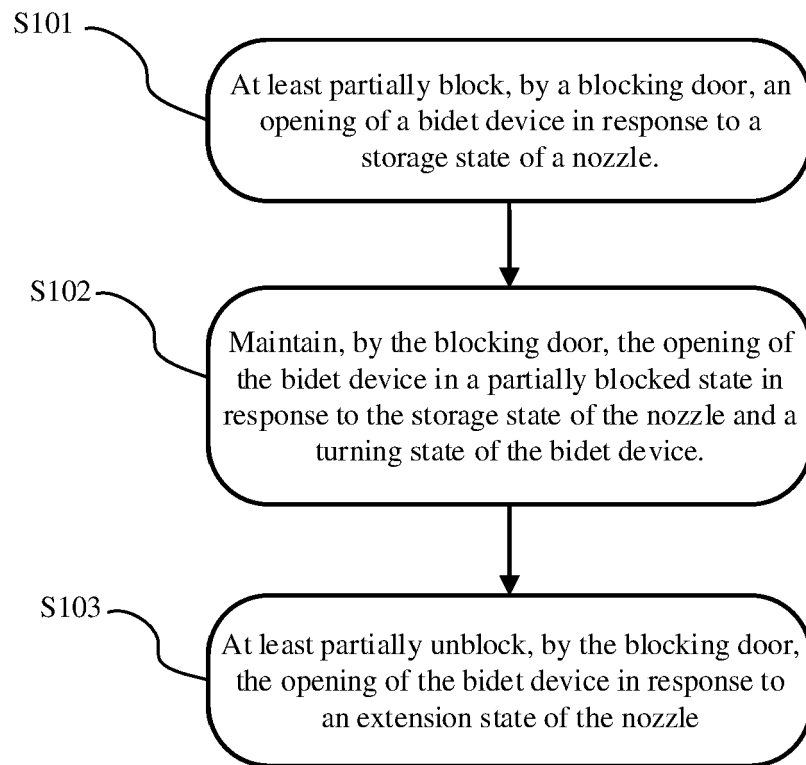 S101
At least partially block, by a blocking door, an
opening of a bidet device in response to a
storage state of a nozzle.
S102
Maintain, by the blocking door, the opening of
the bidet device in a partially blocked state in
response to the storage state of the nozzle and a
turning state of the bidet device.
S103
At least partially unblock, by the blocking door,
the opening of the bidet device in response to
an extension state of the nozzle